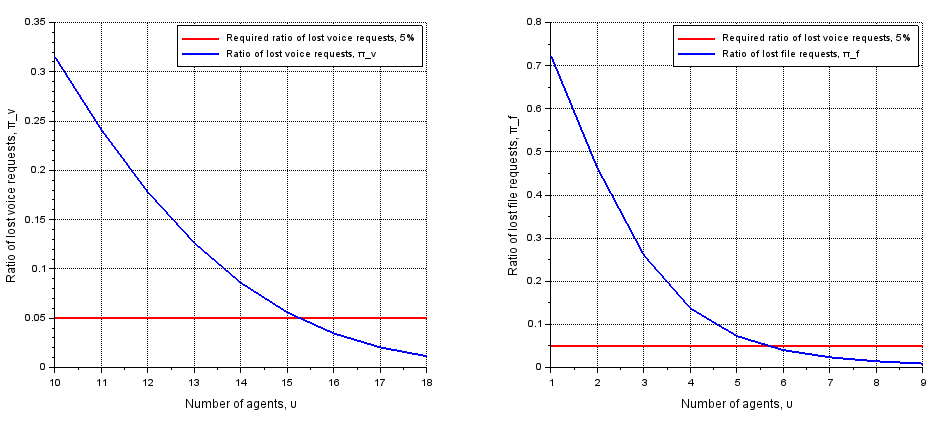 0.35
0.3
0.25
0.2
0.15
0.1
0.05
0
10 11 12 13 14 15 16 17 18
Number of agents, υ
Ratio of lost voice requests, π_v
Required ratio of lost voice requests, 5%
Ratio of lost voice requests, π_v
0.8
0.7
0.6
0.5
0.4
0.3
0.2
0.1
0
1 2 3 4 5 6 7 8 9
Number of agents, υ
Ratio of lost file requests, π_f
Required ratio of lost voice requests, 5%
Ratio of lost file requests, π_f